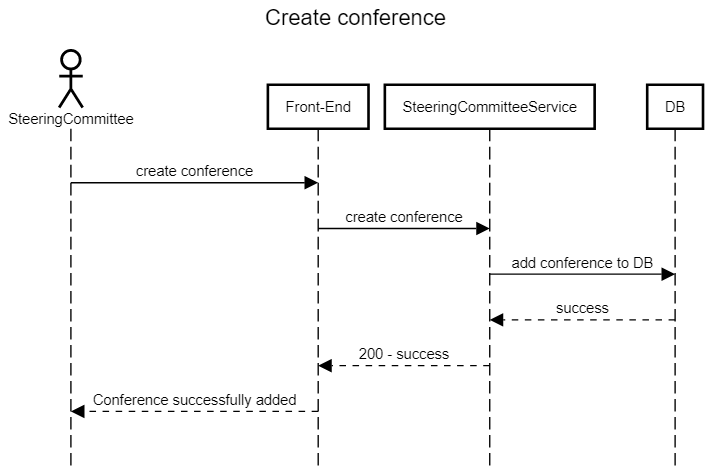 Create conference
SteeringCommittee
Front-End
SteeringCommitteeService
DB
create conference
create conference
add conference to DB
success
200 - success
Conference successfully added